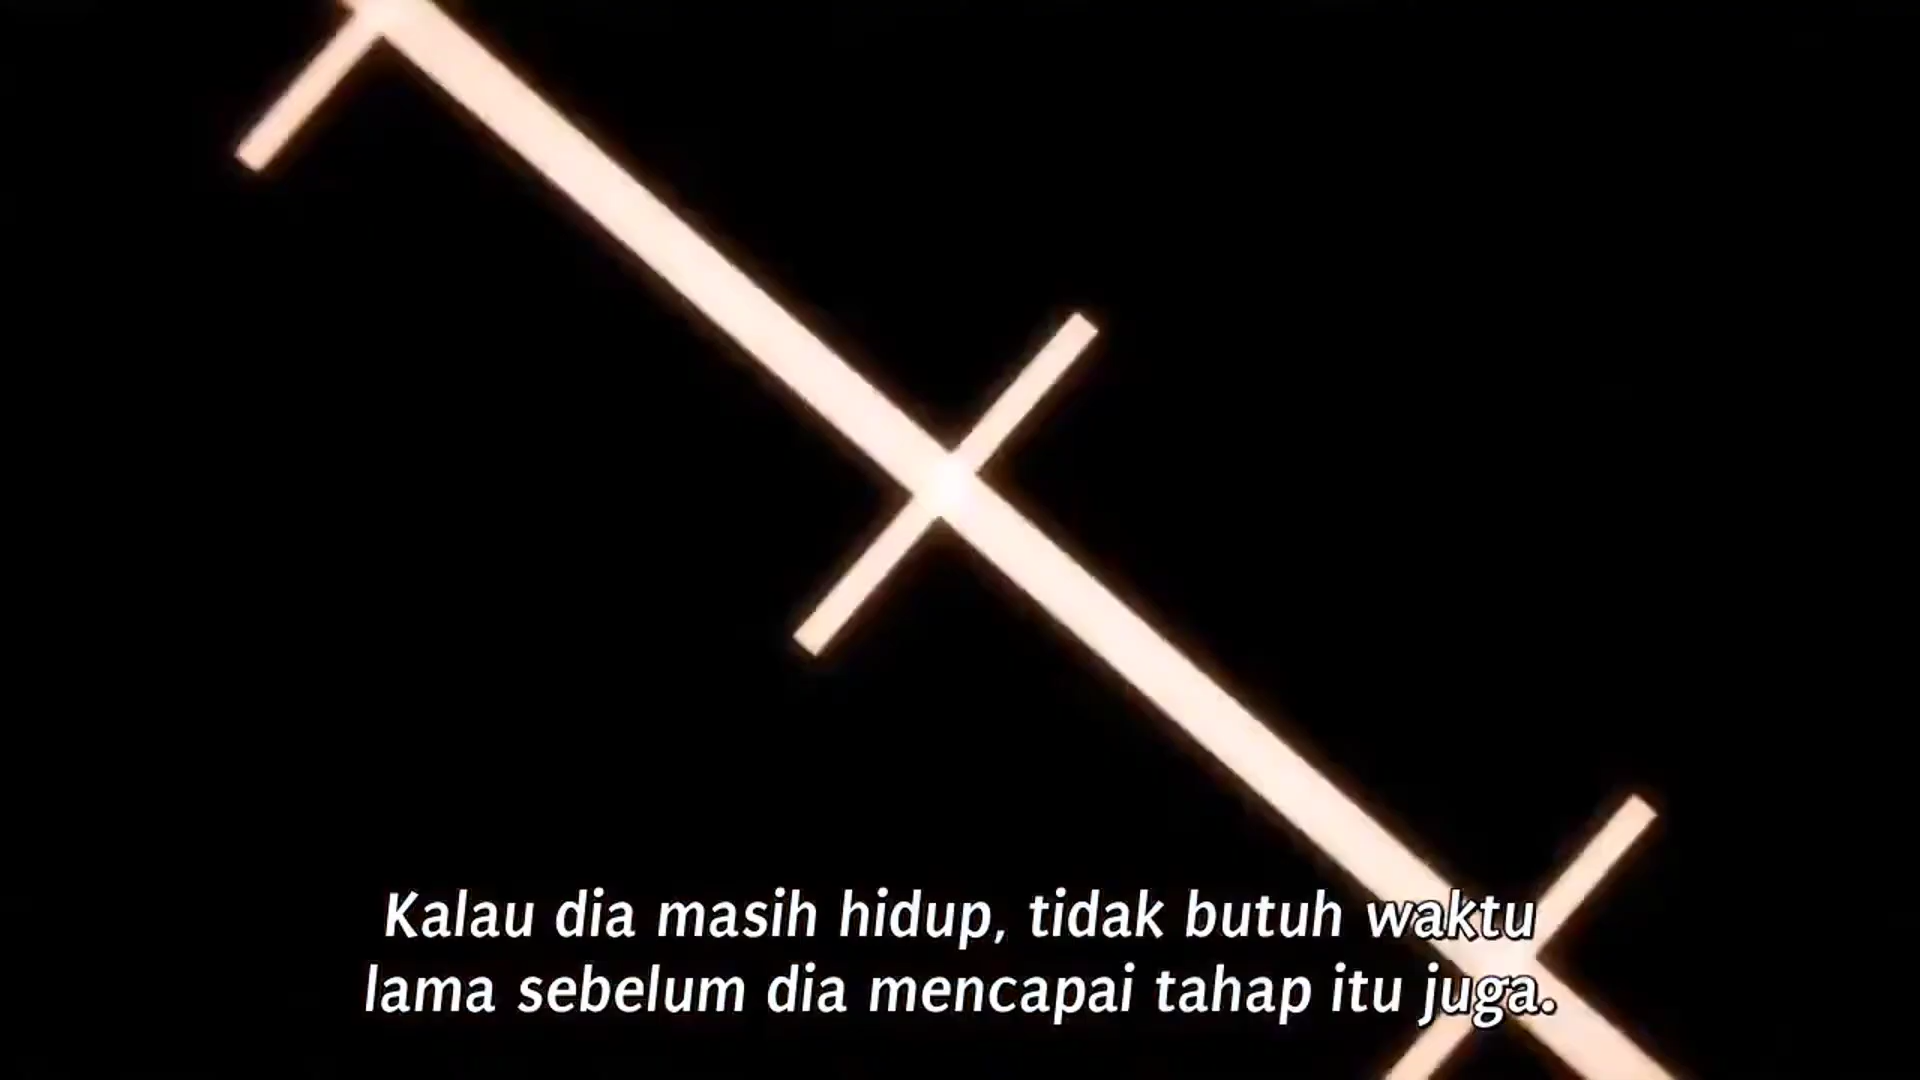 Kalau dia masih hidup, tidak butuh waktu
lama sebelum dia mencapai tahap itu juga.